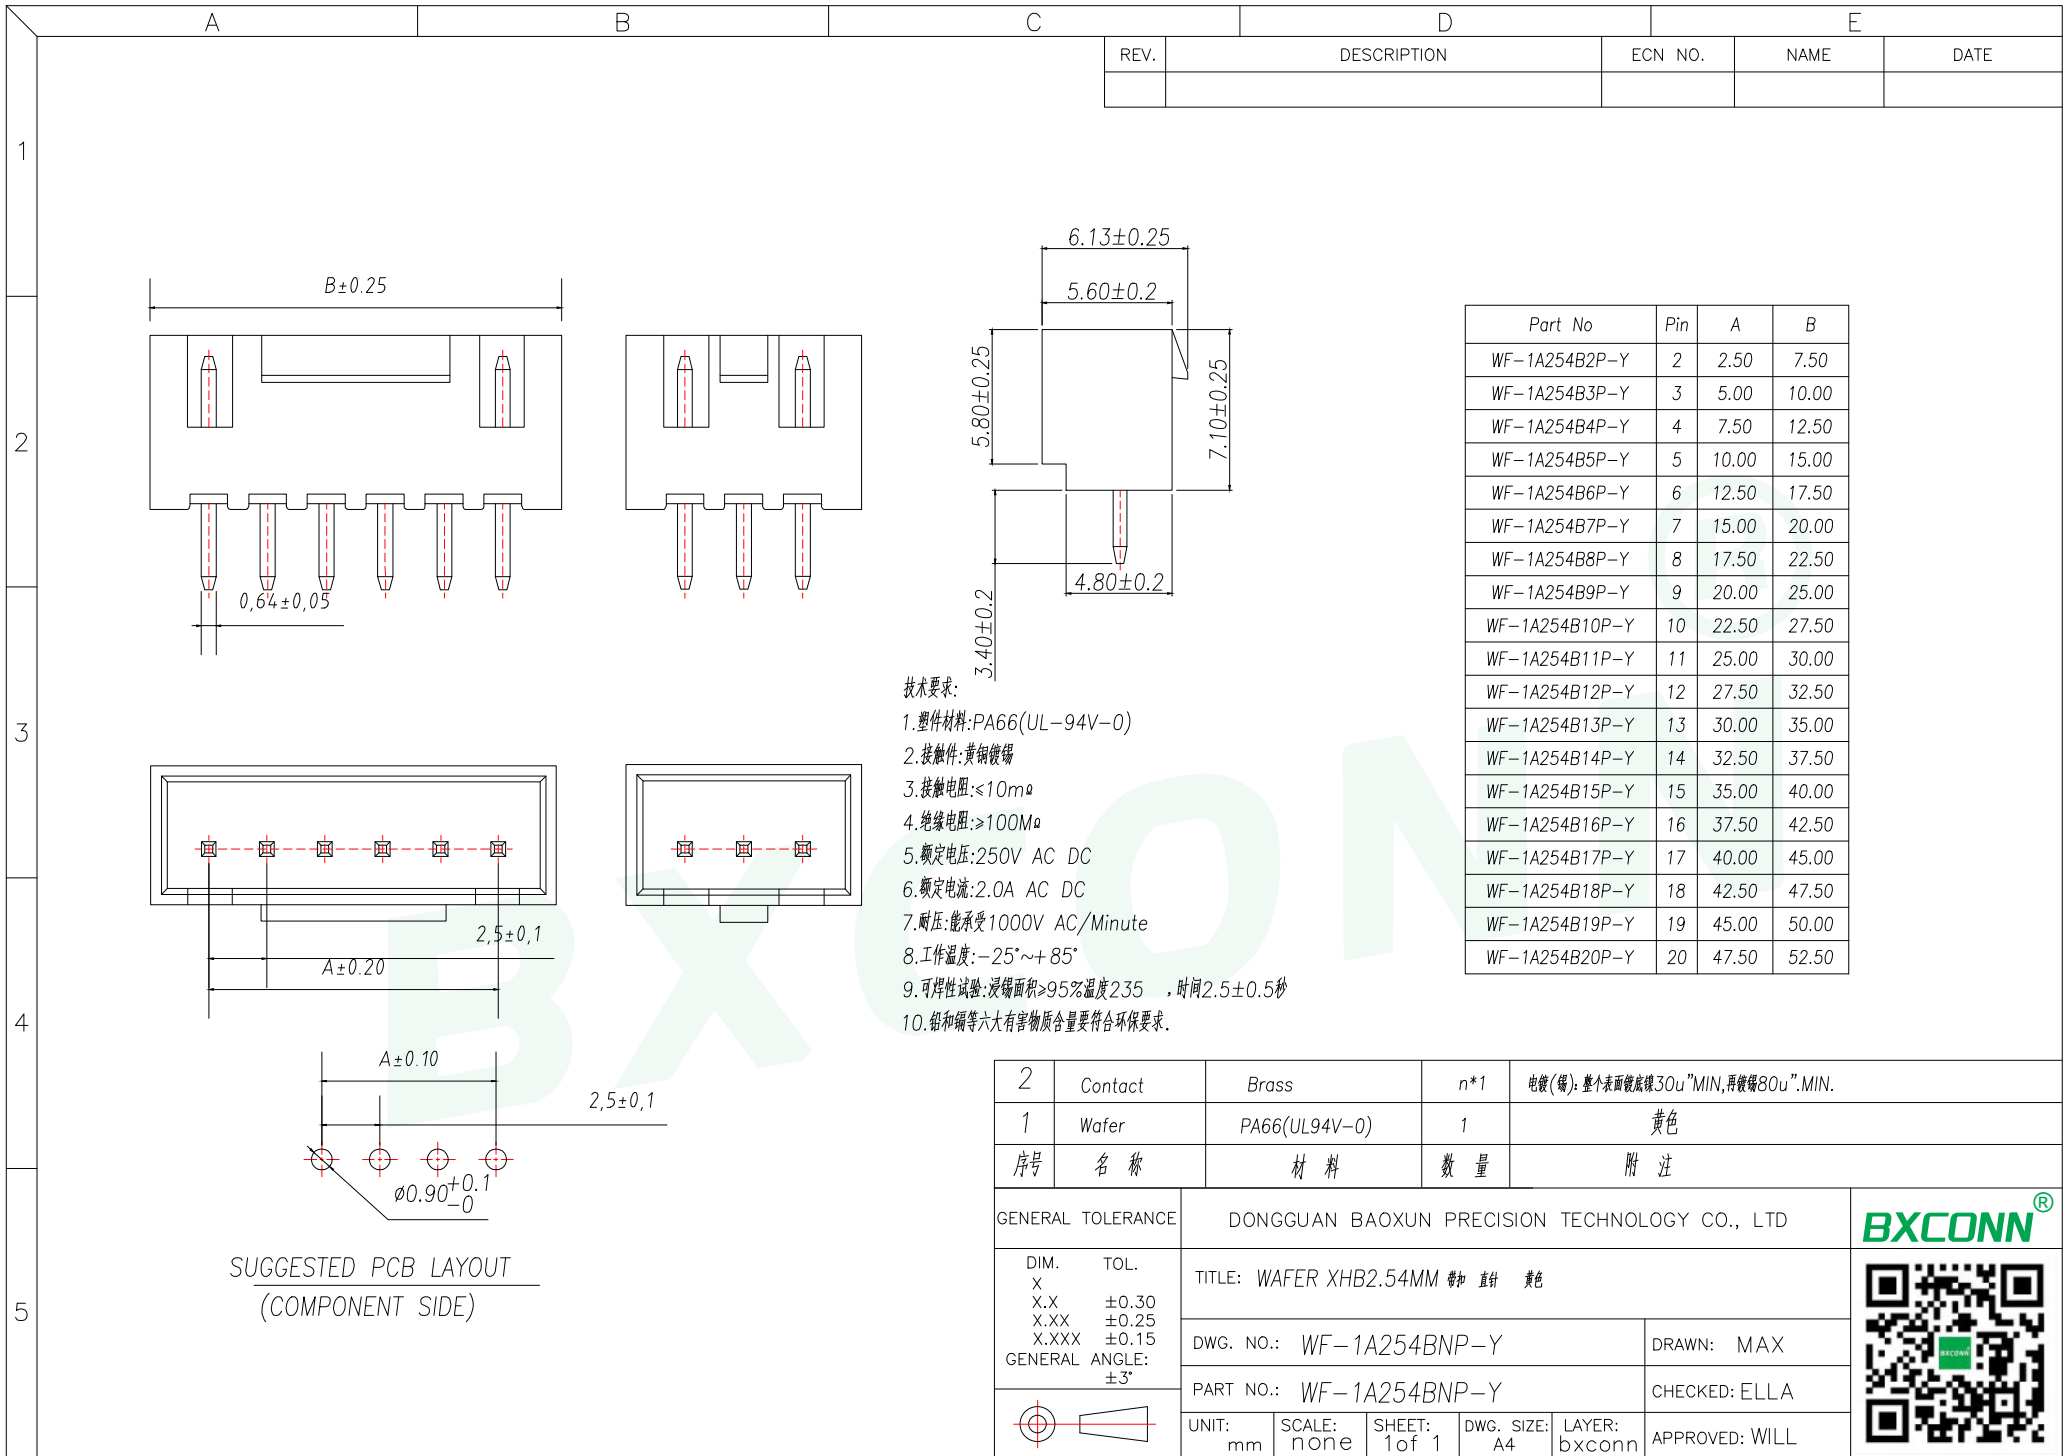 A B C D E
REV. DESCRIPTION ECN NO. NAME DATE
1
2
3
4
5
B±0.25
0,64±0,05
6.13±0.25
5.60±0.2
5.80±0.25
7.10±0.25
4.80±0.2
3.40±0.2
2,5±0,1
A±0.20
A±0.10
2,5±0,1
ø0.90+0.1
-0
SUGGESTED PCB LAYOUT
(COMPONENT SIDE)
技术要求:
1.塑件材料:PA66(UL-94V-0)
2.接触件:黄铜镀锡
3.接触电阻:≤10mΩ
4.绝缘电阻:≥100MΩ
5.额定电压:250V AC DC
6.额定电流:2.0A AC DC
7.耐压:能承受1000V AC/Minute
8.工作温度:-25°~+85°
9.可焊性试验:浸锡面积≥95%温度235 ,时间2.5±0.5秒
10.铅和镉等六大有害物质含量要符合环保要求.
Part No Pin A B
WF-1A254B2P-Y 2 2.50 7.50
WF-1A254B3P-Y 3 5.00 10.00
WF-1A254B4P-Y 4 7.50 12.50
WF-1A254B5P-Y 5 10.00 15.00
WF-1A254B6P-Y 6 12.50 17.50
WF-1A254B7P-Y 7 15.00 20.00
WF-1A254B8P-Y 8 17.50 22.50
WF-1A254B9P-Y 9 20.00 25.00
WF-1A254B10P-Y 10 22.50 27.50
WF-1A254B11P-Y 11 25.00 30.00
WF-1A254B12P-Y 12 27.50 32.50
WF-1A254B13P-Y 13 30.00 35.00
WF-1A254B14P-Y 14 32.50 37.50
WF-1A254B15P-Y 15 35.00 40.00
WF-1A254B16P-Y 16 37.50 42.50
WF-1A254B17P-Y 17 40.00 45.00
WF-1A254B18P-Y 18 42.50 47.50
WF-1A254B19P-Y 19 45.00 50.00
WF-1A254B20P-Y 20 47.50 52.50
BXCONN®
2 Contact Brass n*1 电镀(锡):整个表面镀底镍30u"MIN,再镀锡80u".MIN.
1 Wafer PA66(UL94V-0) 1 黄色
序号 名 称 材 料 数 量 附 注
GENERAL TOLERANCE
DIM. TOL.
X
X.X ±0.30
X.XX ±0.25
X.XXX ±0.15
GENERAL ANGLE:
±3°
DONGGUAN BAOXUN PRECISION TECHNOLOGY CO., LTD
TITLE: WAFER XHB2.54MM 带扣 直针 黄色
DWG. NO.: WF-1A254BNP-Y DRAWN: MAX
PART NO.: WF-1A254BNP-Y CHECKED: ELLA
UNIT: mm SCALE: none SHEET: 1of 1 DWG. SIZE: A4 LAYER: bxconn APPROVED: WILL
BXCONN®
BXCONN